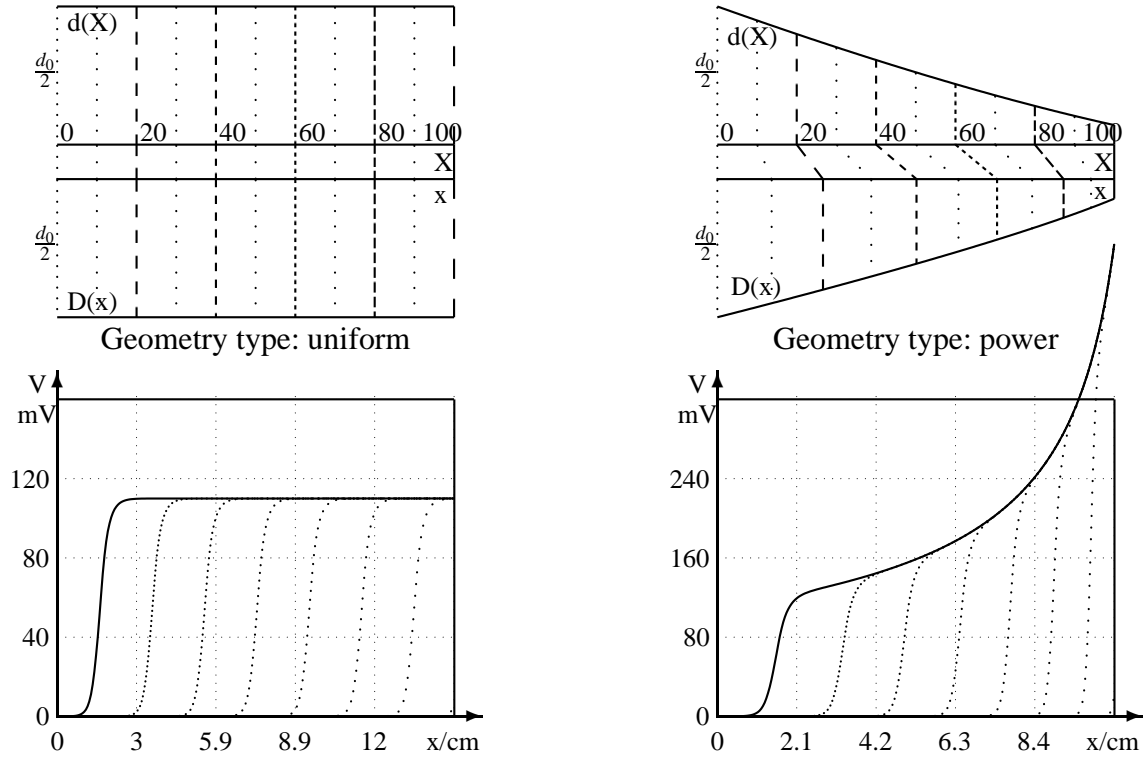 d(X)
d0/2
0 20 40 60 80 100
X
x
d0/2
D(x)
Geometry type: uniform
V
mV
120
80
40
0
0 3 5.9 8.9 12 x/cm
d(X)
d0/2
0 20 40 60 80 100
X
x
d0/2
D(x)
Geometry type: power
V
mV
240
160
80
0
0 2.1 4.2 6.3 8.4 x/cm